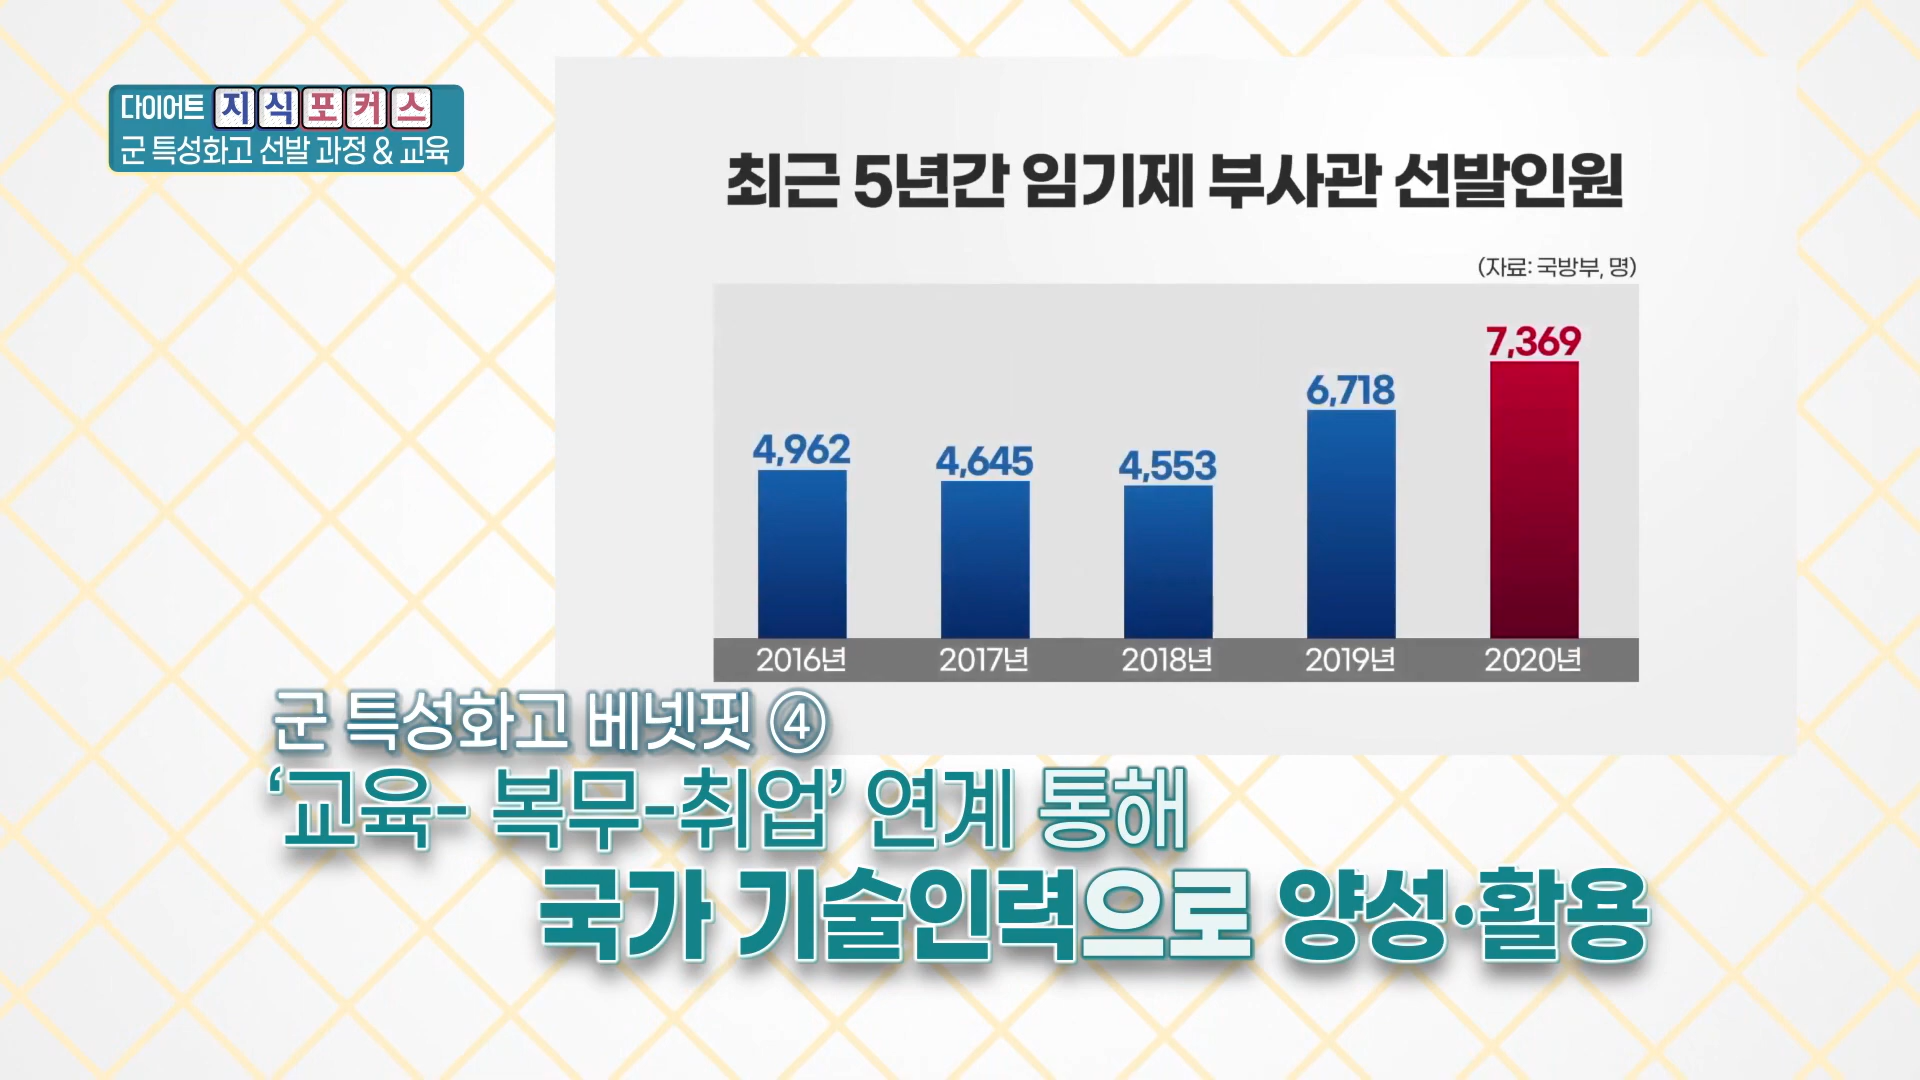 다이어트 지식포커스
군 특성화고 선발 과정 & 교육
최근 5년간 임기제 부사관 선발인원
(자료: 국방부, 명)
4,962
4,645
4,553
6,718
7,369
2016년
2017년
2018년
2019년
2020년
군 특성화고 베넷핏 ④
‘교육- 복무-취업’ 연계 통해
국가 기술인력으로 양성·활용